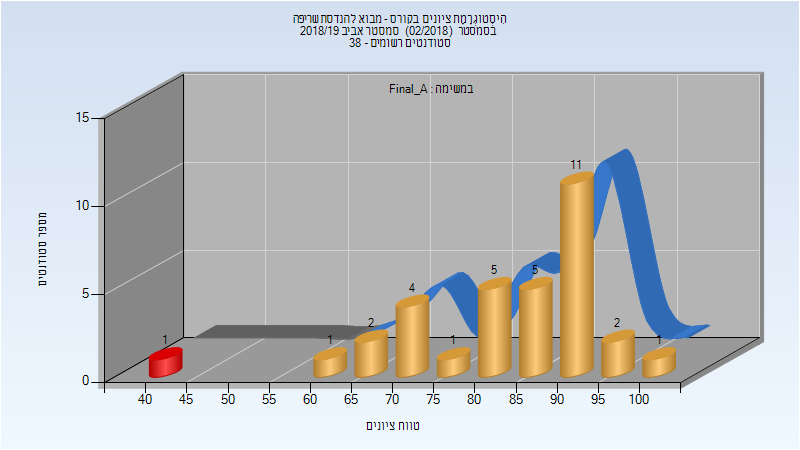 היסטוגרמת ציונים בקורס - מבוא להנדסת שריפה
בסמסטר (02/2018) סמסטר אביב 2018/19
סטודנטים רשומים - 38
במשימה : Final_A
15
10
5
0
מספר סטודנטים
1
1
2
4
1
5
5
11
2
1
40 45 50 55 60 65 70 75 80 85 90 95 100
טווח ציונים